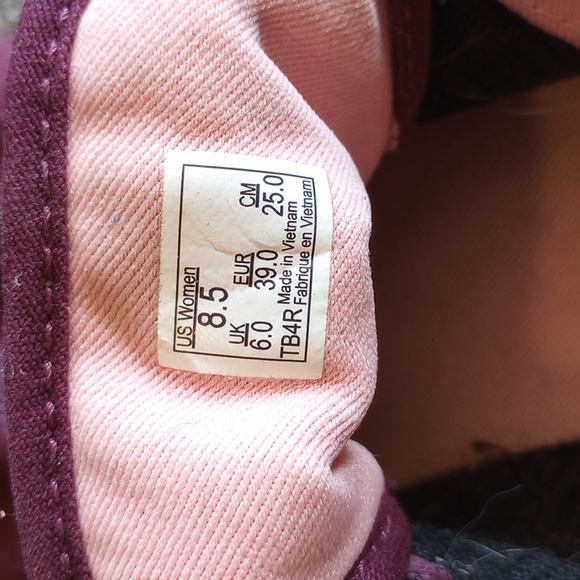 US Women
8.5
UK EUR CM
6.0 39.0 25.0
TB4R Made in Vietnam
Fabriqué en Vietnam